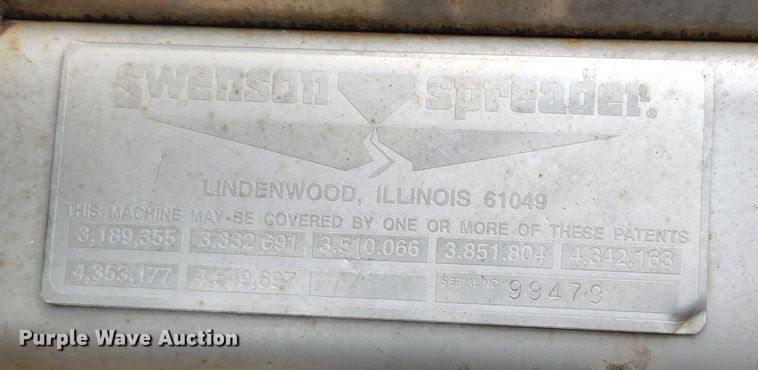 Swenson spreader®
LINDENWOOD, ILLINOIS 61049
THIS MACHINE MAY BE COVERED BY ONE OR MORE OF THESE PATENTS
3,189,355 3,332,691 3,510,066 3,851,804 4,342,163
4,353,177 SERIAL NO. 99479
Purple Wave Auction